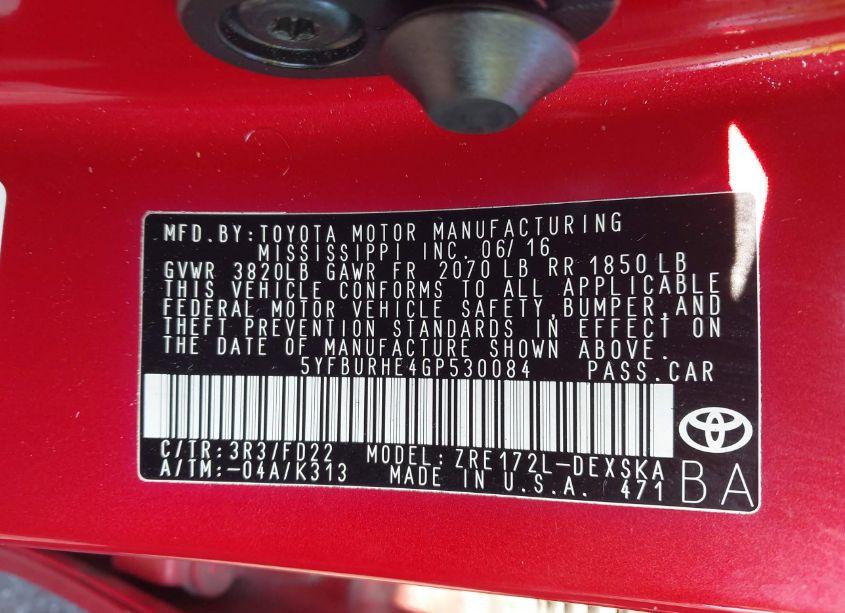 MFD.BY:TOYOTA MOTOR MANUFACTURING
MISSISSIPPI INC. 06/16
GVWR 3820LB GAWR FR 2070LB RR 1850LB
THIS VEHICLE CONFORMS TO ALL APPLICABLE
FEDERAL MOTOR VEHICLE SAFETY,BUMPER,AND
THEFT PREVENTION STANDARDS IN EFFECT ON
THE DATE OF MANUFACTURE SHOWN ABOVE.
5YFBURHE4GP530084 PASS.CAR
C/TR:3R3/FD22 MODEL:ZRE172L-DEXSKA
A/TM:-04A/K313 MADE IN U.S.A. 471
BA